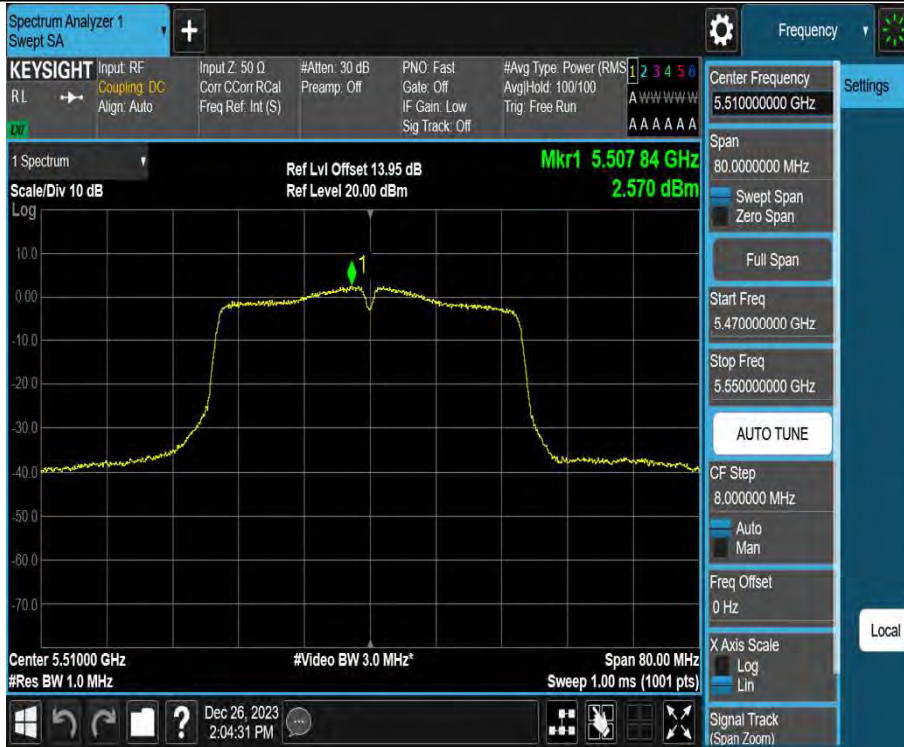 Spectrum Analyzer 1
Swept SA
+
Frequency
KEYSIGHT
R L
LXI
Input: RF
Coupling: DC
Align: Auto
Input Z: 50 Ω
Corr CCorr RCal
Freq Ref: Int (S)
#Atten: 30 dB
Preamp: Off
PNO: Fast
Gate: Off
IF Gain: Low
Sig Track: Off
#Avg Type: Power (RMS
Avg|Hold: 100/100
Trig: Free Run
1 2 3 4 5 6
A W W W W W
A A A A A A
1 Spectrum
Scale/Div 10 dB
Log
Ref Lvl Offset 13.95 dB
Ref Level 20.00 dBm
Mkr1 5.507 84 GHz
2.570 dBm
1
10.0
0.00
-10.0
-20.0
-30.0
-40.0
-50.0
-60.0
-70.0
Center 5.51000 GHz
#Res BW 1.0 MHz
#Video BW 3.0 MHz*
Span 80.00 MHz
Sweep 1.00 ms (1001 pts)
?
Dec 26, 2023
2:04:31 PM
Center Frequency
5.510000000 GHz
Span
80.0000000 MHz
Swept Span
Zero Span
Full Span
Start Freq
5.470000000 GHz
Stop Freq
5.550000000 GHz
AUTO TUNE
CF Step
8.000000 MHz
Auto
Man
Freq Offset
0 Hz
X Axis Scale
Log
Lin
Signal Track
(Span Zoom)
Settings
Local